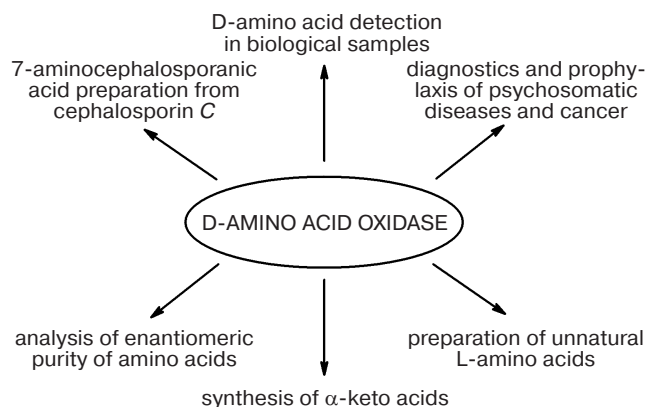 D-amino acid detection
in biological samples
7-aminocephalosporanic
acid preparation from
cephalosporin C
diagnostics and prophy-
laxis of psychosomatic
diseases and cancer
D-AMINO ACID OXIDASE
analysis of enantiomeric
purity of amino acids
synthesis of α-keto acids
preparation of unnatural
L-amino acids